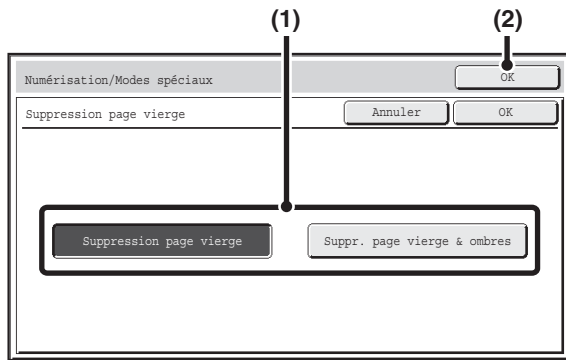 (1) (2)
Numérisation/Modes spéciaux OK
Suppression page vierge Annuler OK
Suppression page vierge Suppr. page vierge & ombres